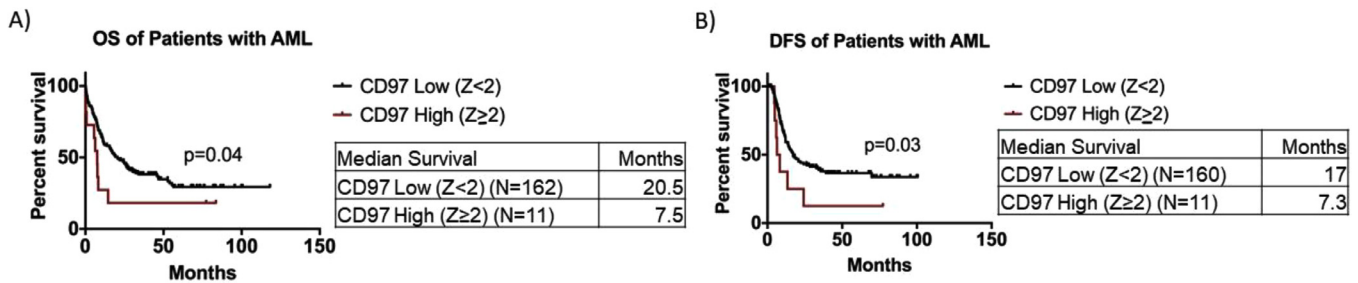 A)
OS of Patients with AML
Percent survival
100
50
0
0 50 100 150
Months
p=0.04
CD97 Low (Z<2)
CD97 High (Z≥2)
Median Survival Months
CD97 Low (Z<2) (N=162) 20.5
CD97 High (Z≥2) (N=11) 7.5
B)
DFS of Patients with AML
Percent survival
100
50
0
0 50 100 150
Months
p=0.03
CD97 Low (Z<2)
CD97 High (Z≥2)
Median Survival Months
CD97 Low (Z<2) (N=160) 17
CD97 High (Z≥2) (N=11) 7.3